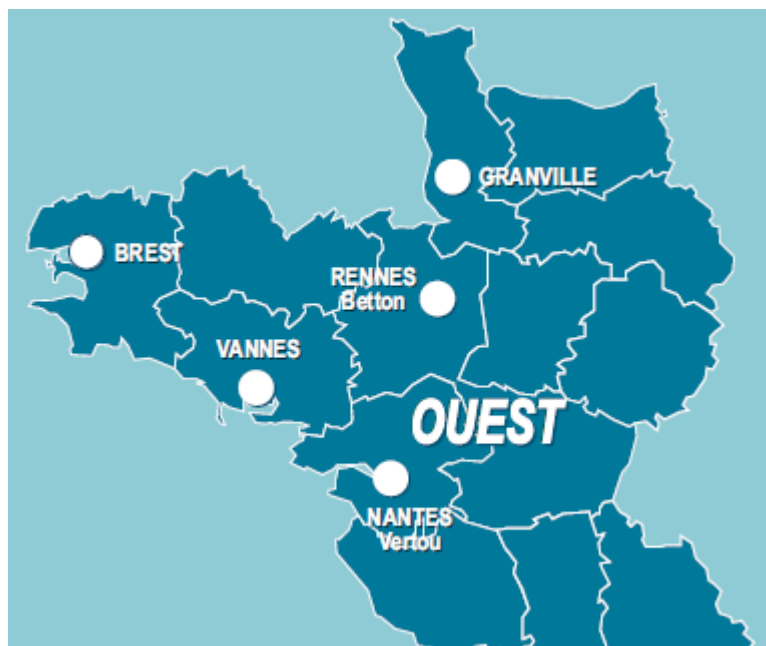 GRANVILLE
BREST
RENNES
Betton
VANNES
OUEST
NANTES
Vertou